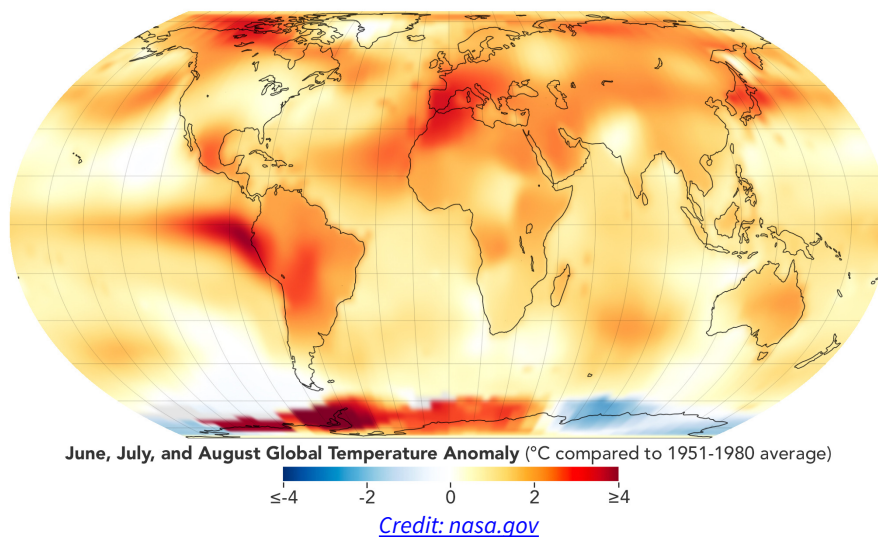 June, July, and August Global Temperature Anomaly (°C compared to 1951-1980 average)
≤-4 -2 0 2 ≥4
Credit: nasa.gov